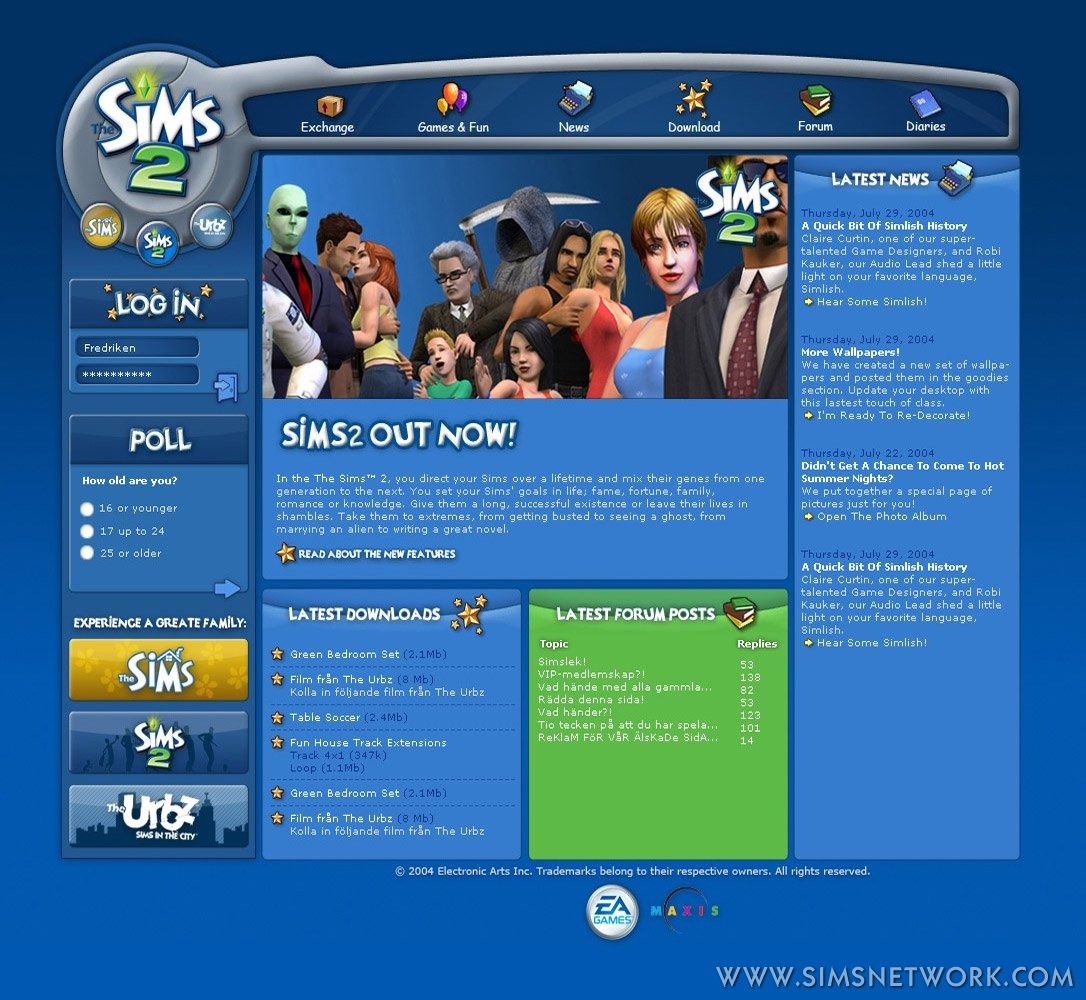 The Sims 2
Exchange
Games & Fun
News
Download
Forum
Diaries
The Sims
The Sims 2
The Urbz
LOG iN
Fredriken
**********
POLL
How old are you?
16 or younger
17 up to 24
25 or older
EXPERiENCE A GREATE FAMiLY:
The Sims
The Sims 2
The Urbz
SiMS iN THE CiTY
The Sims 2
SiMS2 OUT NOW!
In the The Sims™ 2, you direct your Sims over a lifetime and mix their genes from one
generation to the next. You set your Sims' goals in life; fame, fortune, family,
romance or knowledge. Give them a long, successful existence or leave their lives in
shambles. Take them to extremes, from getting busted to seeing a ghost, from
marrying an alien to writing a great novel.
READ ABOUT THE NEW FEATURES
LATEST DOWNLOADS
Green Bedroom Set (2.1Mb)
Film från The Urbz (8 Mb)
Kolla in följande film från The Urbz
Table Soccer (2.4Mb)
Fun House Track Extensions
Track 4x1 (347k)
Loop (1.1Mb)
Green Bedroom Set (2.1Mb)
Film från The Urbz (8 Mb)
Kolla in följande film från The Urbz
LATEST FORUM POSTS
Topic Replies
Simslek! 53
VIP-medlemskap?! 138
Vad hände med alla gammla... 82
Rädda denna sida! 53
Vad händer?! 123
Tio tecken på att du har spela... 101
ReKlaM FöR VåR ÄlsKaDe SidA... 14
LATEST NEWS
Thursday, July 29, 2004
A Quick Bit Of Simlish History
Claire Curtin, one of our super-
talented Game Designers, and Robi
Kauker, our Audio Lead shed a little
light on your favorite language,
Simlish.
Hear Some Simlish!
Thursday, July 29, 2004
More Wallpapers!
We have created a new set of wallpa-
pers and posted them in the goodies
section. Update your desktop with
this lastest touch of class.
I'm Ready To Re-Decorate!
Thursday, July 22, 2004
Didn't Get A Chance To Come To Hot
Summer Nights?
We put together a special page of
pictures just for you!
Open The Photo Album
Thursday, July 29, 2004
A Quick Bit Of Simlish History
Claire Curtin, one of our super-
talented Game Designers, and Robi
Kauker, our Audio Lead shed a little
light on your favorite language,
Simlish.
Hear Some Simlish!
© 2004 Electronic Arts Inc. Trademarks belong to their respective owners. All rights reserved.
EA GAMES
MAXIS
WWW.SIMSNETWORK.COM